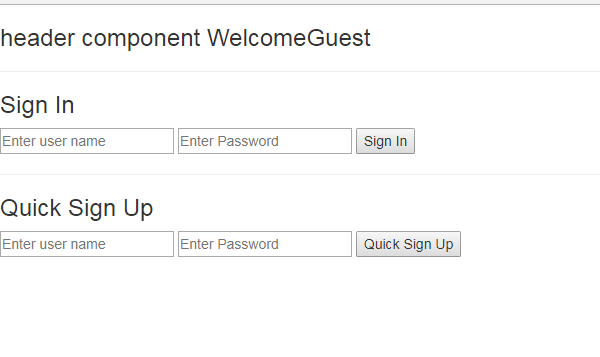 header component WelcomeGuest
Sign In
Enter user name Enter Password Sign In
Quick Sign Up
Enter user name Enter Password Quick Sign Up